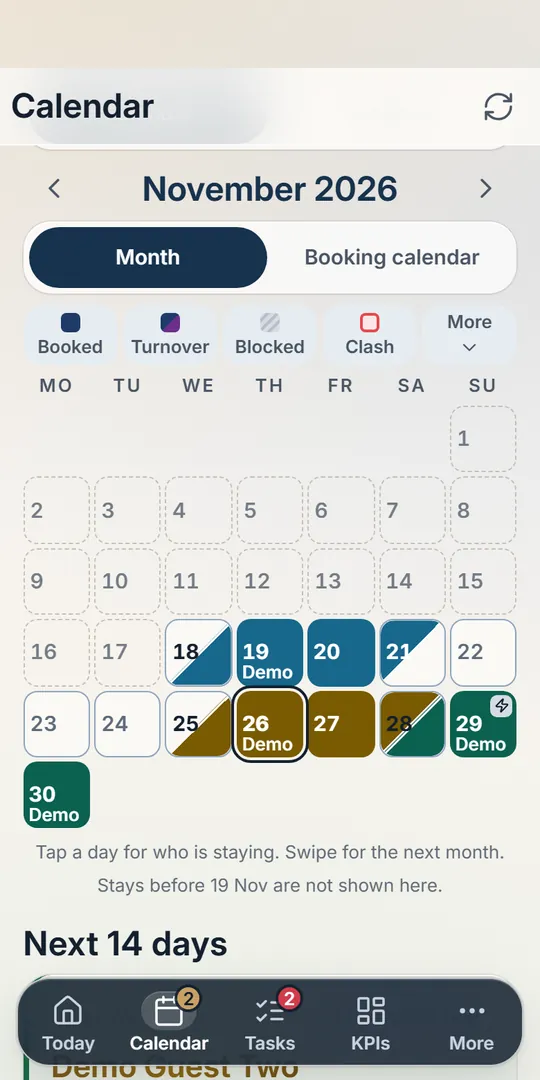 Calendar
November 2026
Month Booking calendar
Booked Turnover Blocked Clash More
MO TU WE TH FR SA SU
1
2 3 4 5 6 7 8
9 10 11 12 13 14 15
16 17 18 19 20 21 22
Demo
23 24 25 26 27 28 29
Demo Demo
30
Demo
Tap a day for who is staying. Swipe for the next month.
Stays before 19 Nov are not shown here.
Next 14 days
2 2
Today Calendar Tasks KPIs More
Demo Guest Two